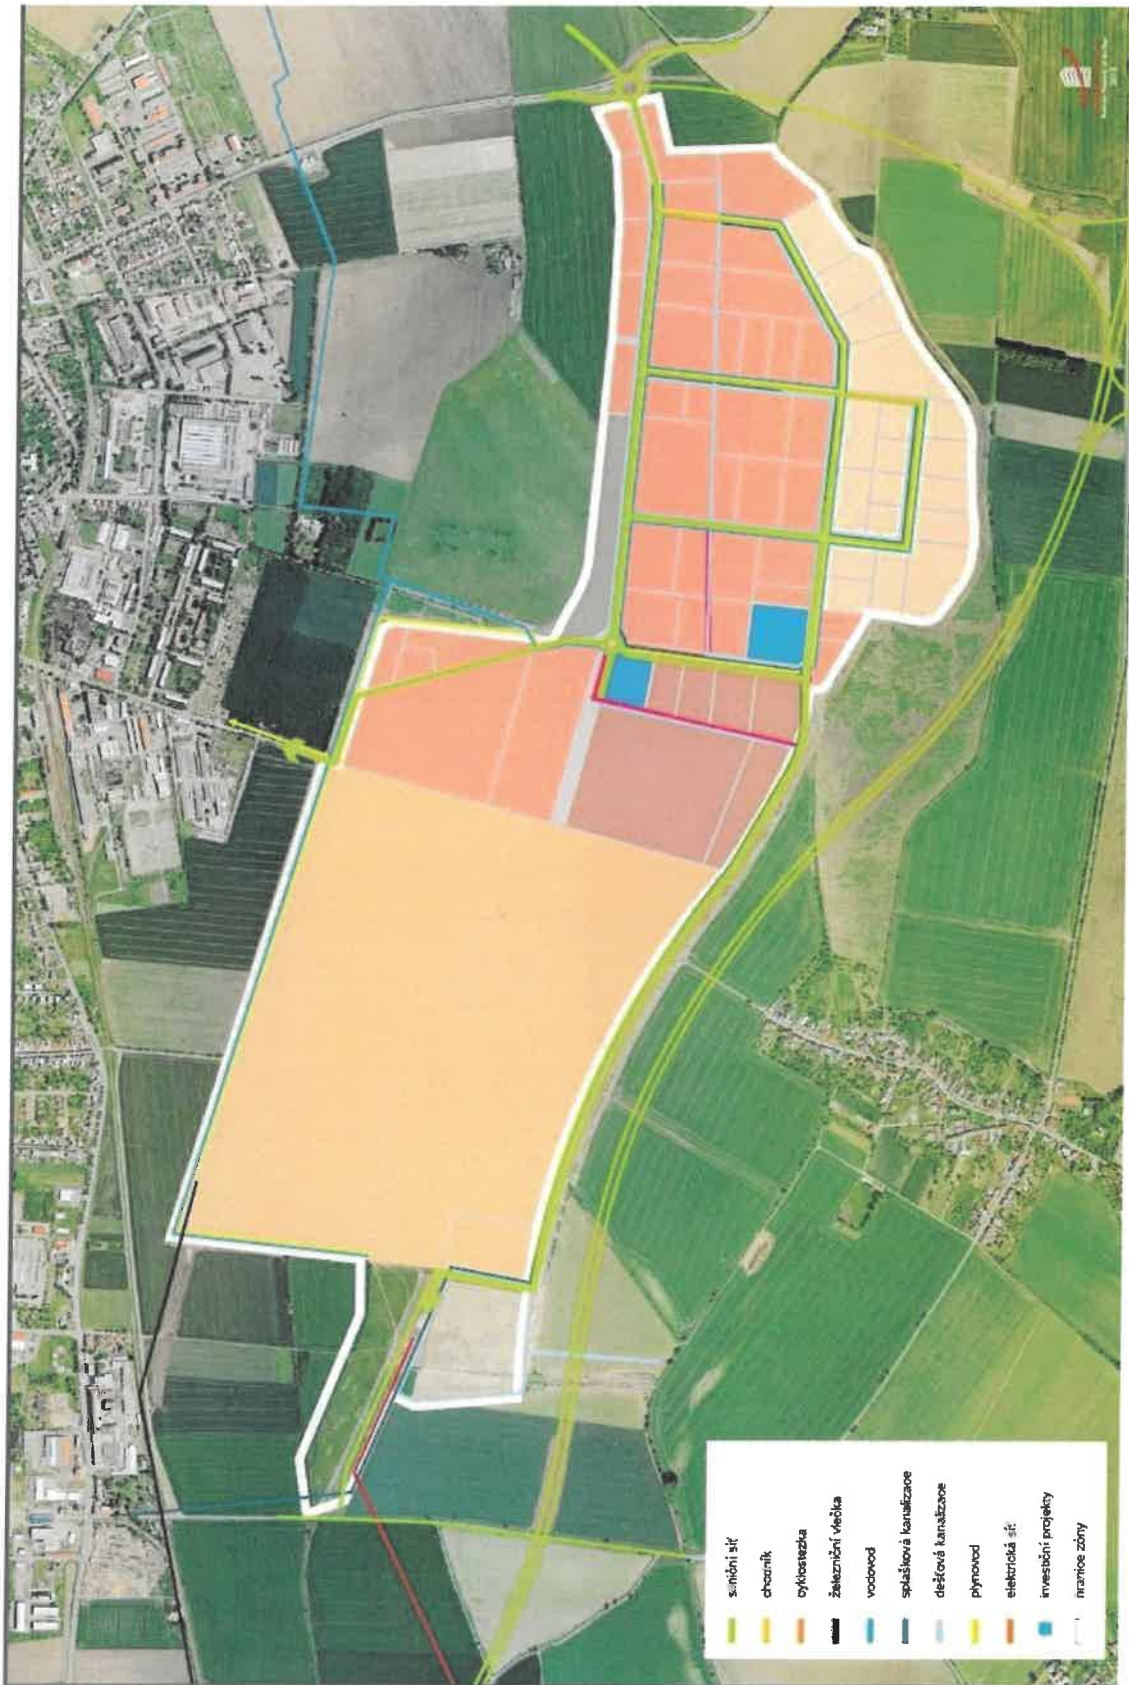 silniční síť
chodník
cyklostezka
železniční vlečka
vodovod
splašková kanalizace
dešťová kanalizace
plynovod
elektrická síť
investiční projekty
hranice zóny